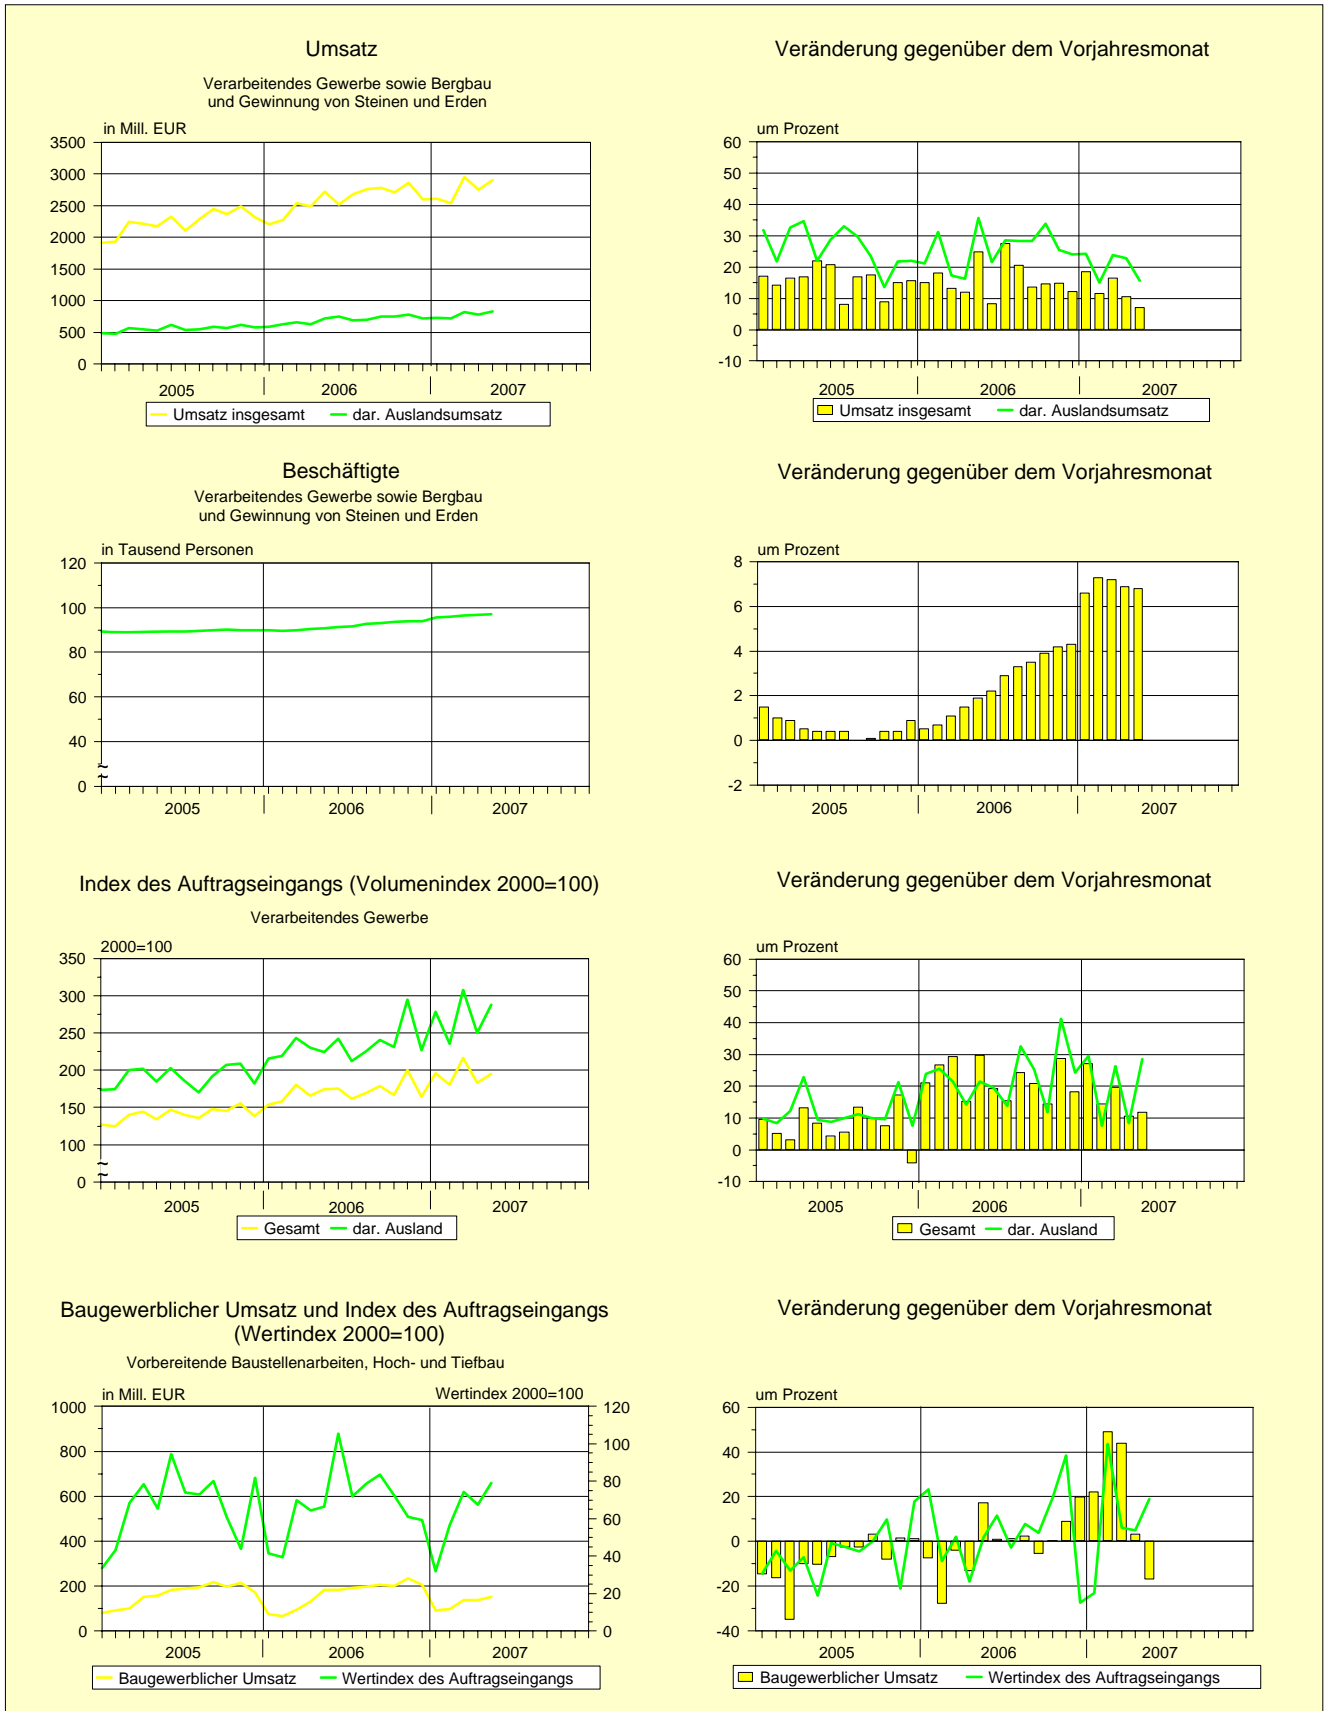 Umsatz
Verarbeitendes Gewerbe sowie Bergbau
und Gewinnung von Steinen und Erden
in Mill. EUR
3500
3000
2500
2000
1500
1000
500
0
2005 2006 2007
Umsatz insgesamt dar. Auslandsumsatz
Veränderung gegenüber dem Vorjahresmonat
um Prozent
60
50
40
30
20
10
0
-10
2005 2006 2007
Umsatz insgesamt dar. Auslandsumsatz
Beschäftigte
Verarbeitendes Gewerbe sowie Bergbau
und Gewinnung von Steinen und Erden
in Tausend Personen
120
100
80
60
40
0
2005 2006 2007
Veränderung gegenüber dem Vorjahresmonat
um Prozent
8
6
4
2
0
-2
2005 2006 2007
Index des Auftragseingangs (Volumenindex 2000=100)
Verarbeitendes Gewerbe
2000=100
350
300
250
200
150
100
0
2005 2006 2007
Gesamt dar. Ausland
Veränderung gegenüber dem Vorjahresmonat
um Prozent
60
50
40
30
20
10
0
-10
2005 2006 2007
Gesamt dar. Ausland
Baugewerblicher Umsatz und Index des Auftragseingangs
(Wertindex 2000=100)
Vorbereitende Baustellenarbeiten, Hoch- und Tiefbau
in Mill. EUR Wertindex 2000=100
1000 120
800 100
600 80
400 60
200 40
0 20
0
2005 2006 2007
Baugewerblicher Umsatz Wertindex des Auftragseingangs
Veränderung gegenüber dem Vorjahresmonat
um Prozent
60
40
20
0
-20
-40
2005 2006 2007
Baugewerblicher Umsatz Wertindex des Auftragseingangs